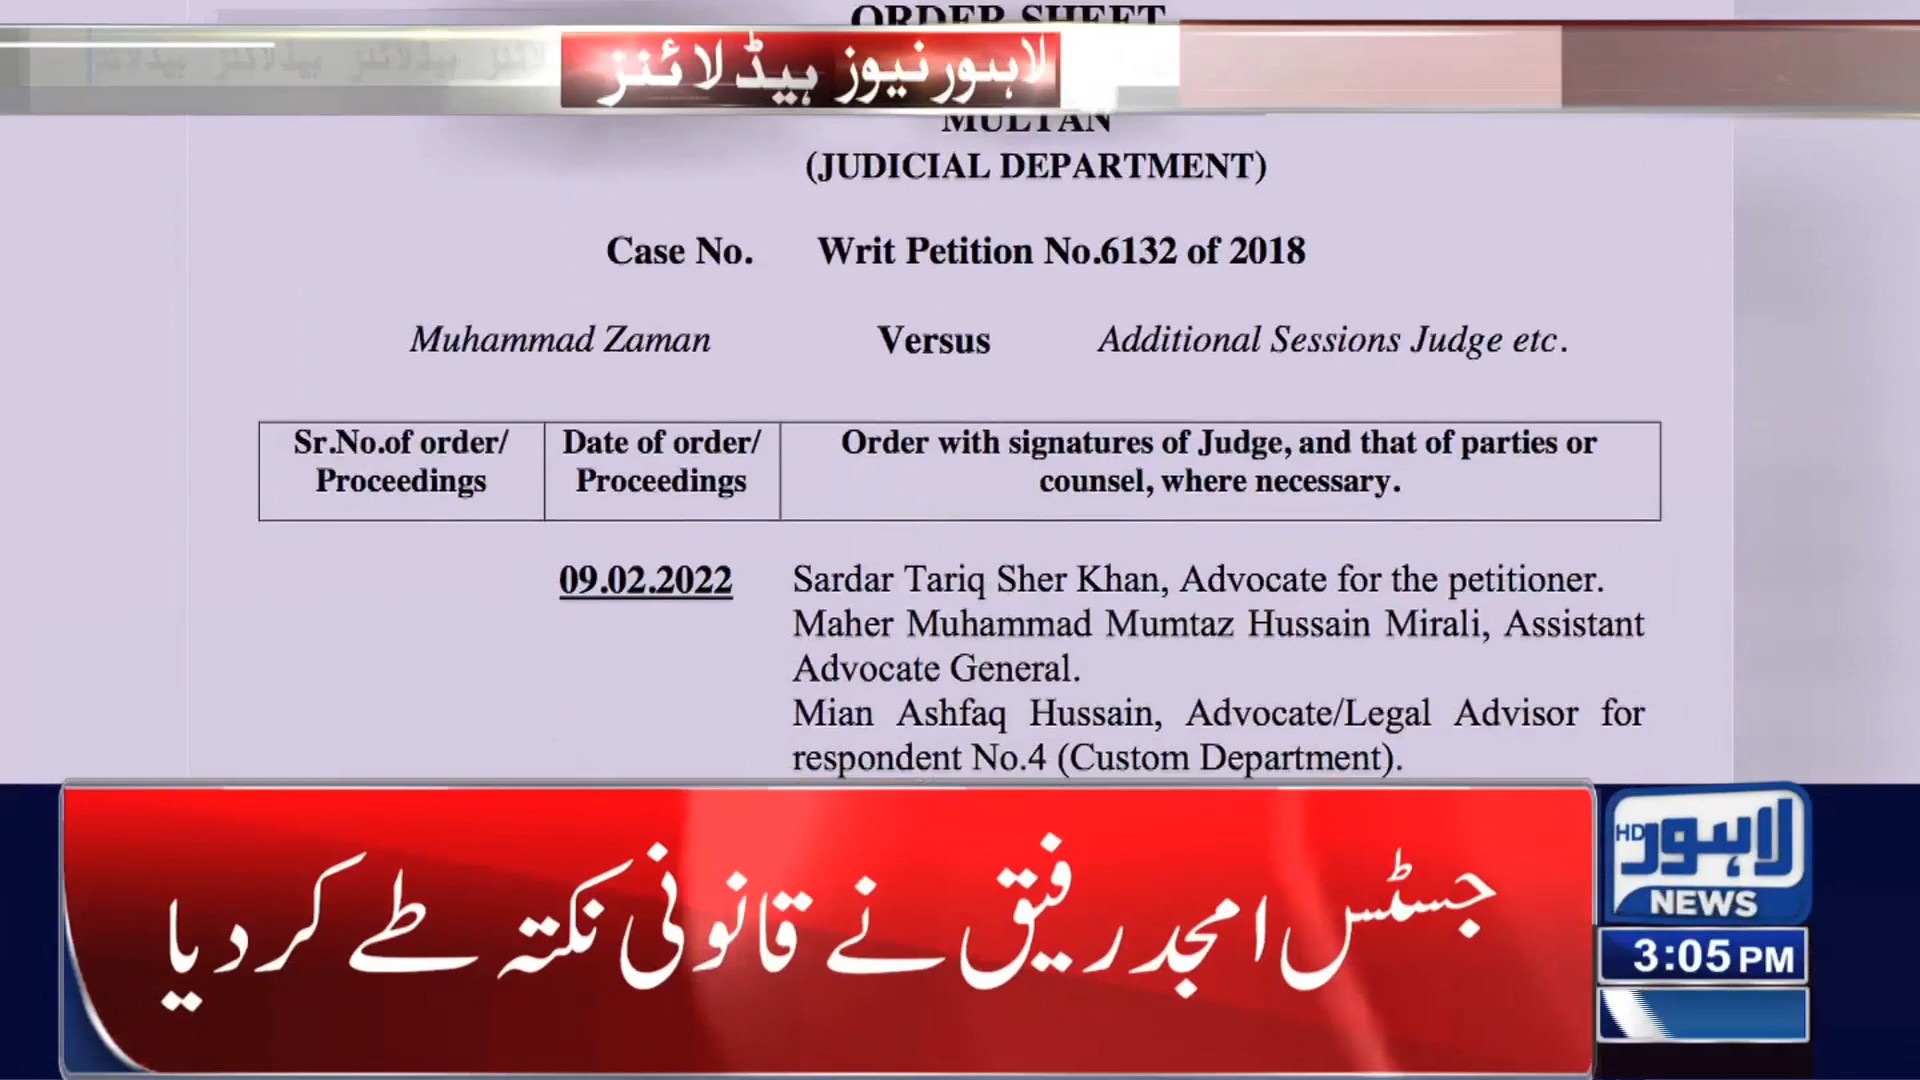 ORDER SHEET
لاہور نیوز ہیڈلائنز
MULTAN
(JUDICIAL DEPARTMENT)
Case No. Writ Petition No.6132 of 2018
Muhammad Zaman Versus Additional Sessions Judge etc.
Sr.No.of order/ Proceedings
Date of order/ Proceedings
Order with signatures of Judge, and that of parties or counsel, where necessary.
09.02.2022
Sardar Tariq Sher Khan, Advocate for the petitioner.
Maher Muhammad Mumtaz Hussain Mirali, Assistant
Advocate General.
Mian Ashfaq Hussain, Advocate/Legal Advisor for
respondent No.4 (Custom Department).
جسٹس امجد رفیق نے قانونی نکتہ طے کر دیا
لاہور HD
NEWS
3:05 PM